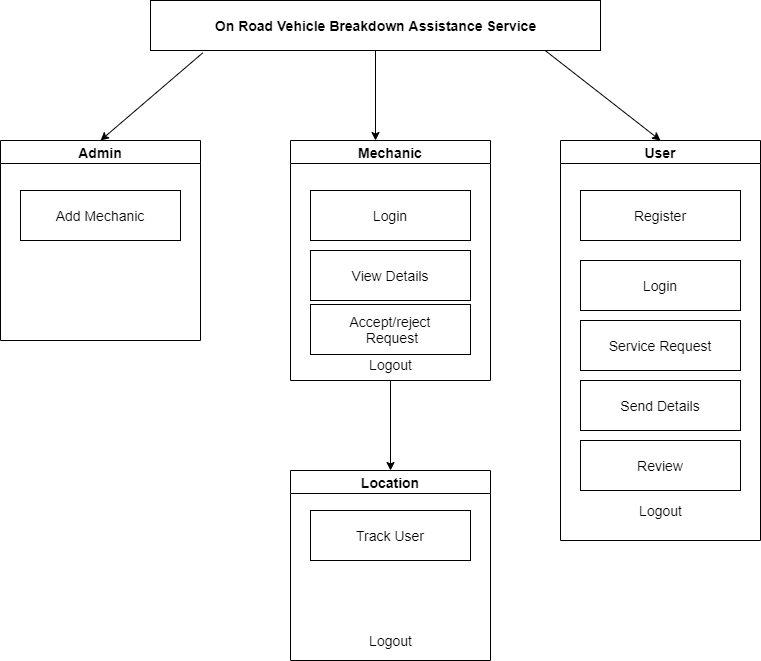 On Road Vehicle Breakdown Assistance Service
Admin
Add Mechanic
Mechanic
Login
View Details
Accept/reject
Request
Logout
Location
Track User
Logout
User
Register
Login
Service Request
Send Details
Review
Logout